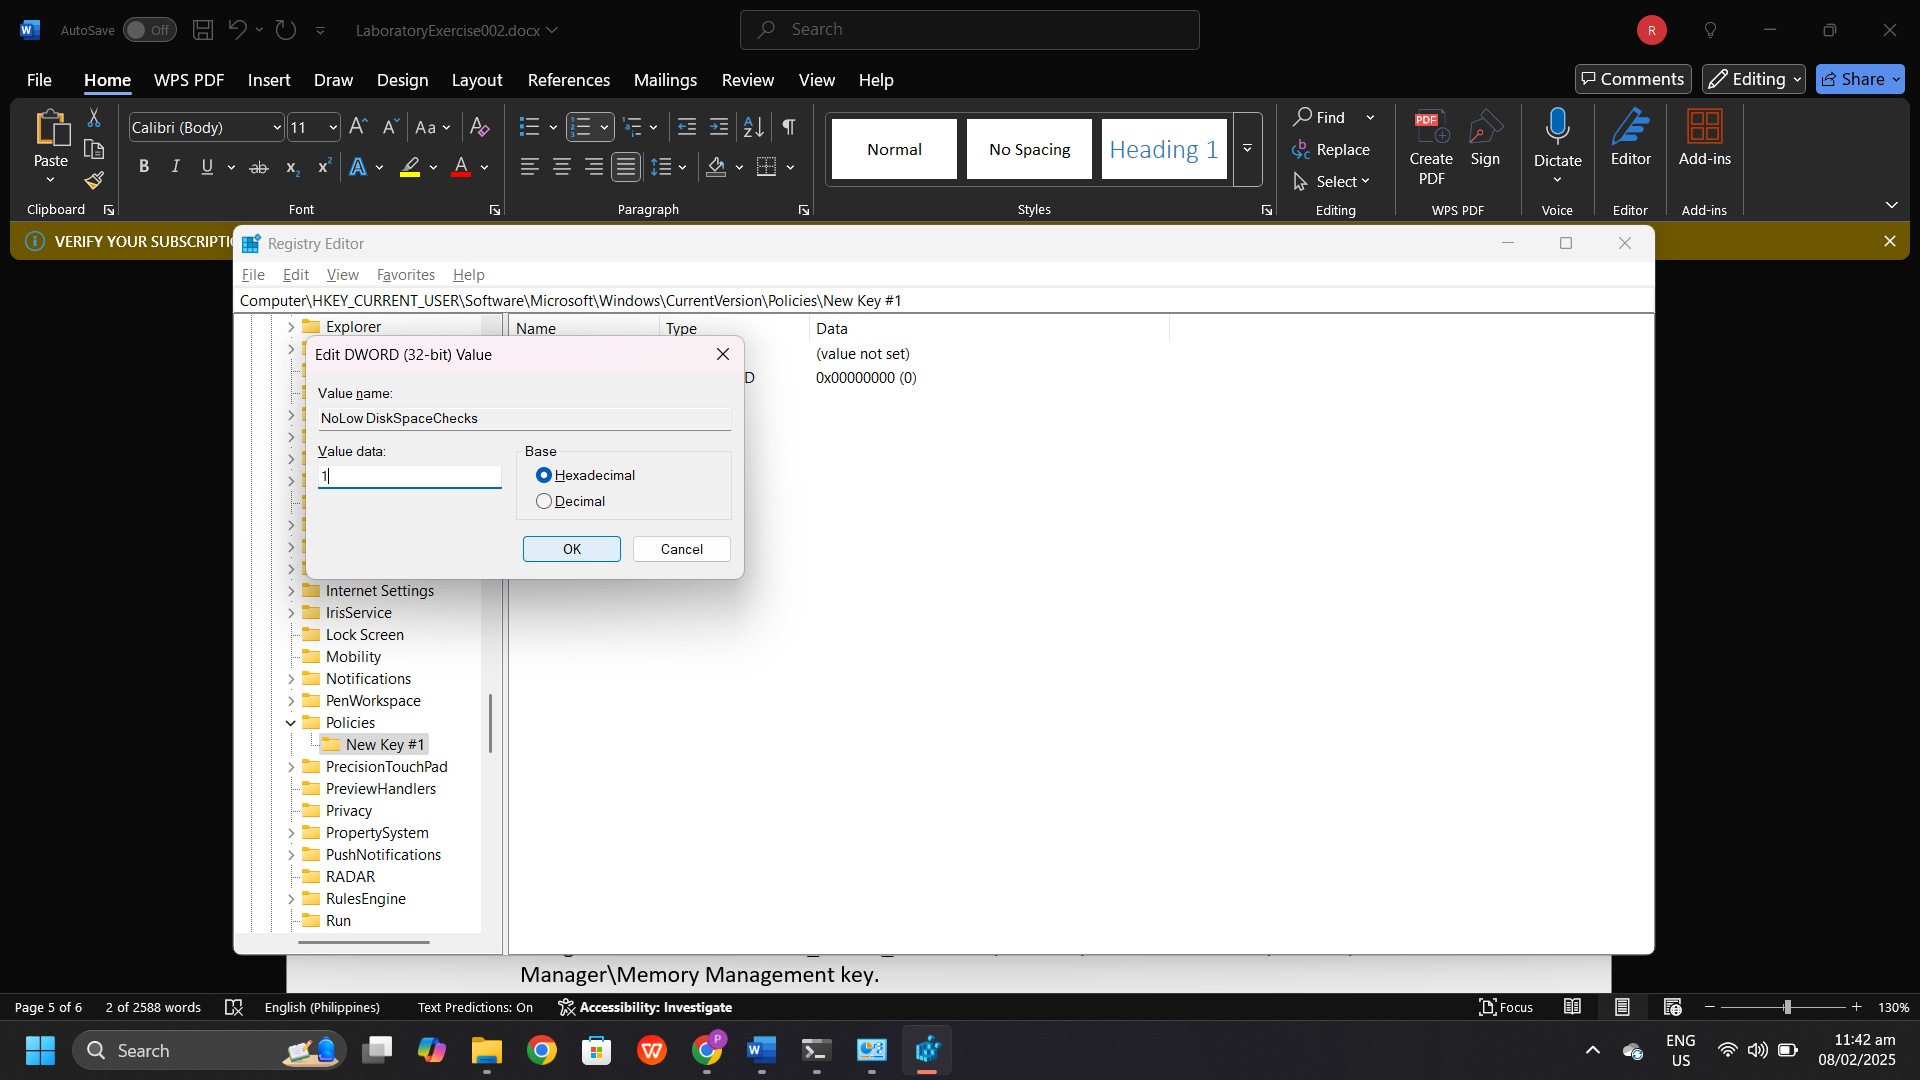 AutoSave Off LaboratoryExercise002.docx Search R
File Home WPS PDF Insert Draw Design Layout References Mailings Review View Help Comments Editing Share
Paste Calibri (Body) 11 Aa Normal No Spacing Heading 1 Find Replace Select Create PDF Sign Dictate Editor Add-ins
Clipboard Font Paragraph Styles Editing WPS PDF Voice Editor Add-ins
VERIFY YOUR SUBSCRIPTI
Registry Editor
File Edit View Favorites Help
Computer\HKEY_CURRENT_USER\Software\Microsoft\Windows\CurrentVersion\Policies\New Key #1
Explorer
Name Type Data
(value not set)
D 0x00000000 (0)
Edit DWORD (32-bit) Value
Value name:
NoLow DiskSpaceChecks
Value data: Base
1 Hexadecimal
Decimal
OK Cancel
Internet Settings
IrisService
Lock Screen
Mobility
Notifications
PenWorkspace
Policies
New Key #1
PrecisionTouchPad
PreviewHandlers
Privacy
PropertySystem
PushNotifications
RADAR
RulesEngine
Run
Manager\Memory Management key.
Page 5 of 6 2 of 2588 words English (Philippines) Text Predictions: On Accessibility: Investigate Focus 130%
Search P ENG US 11:42 am 08/02/2025